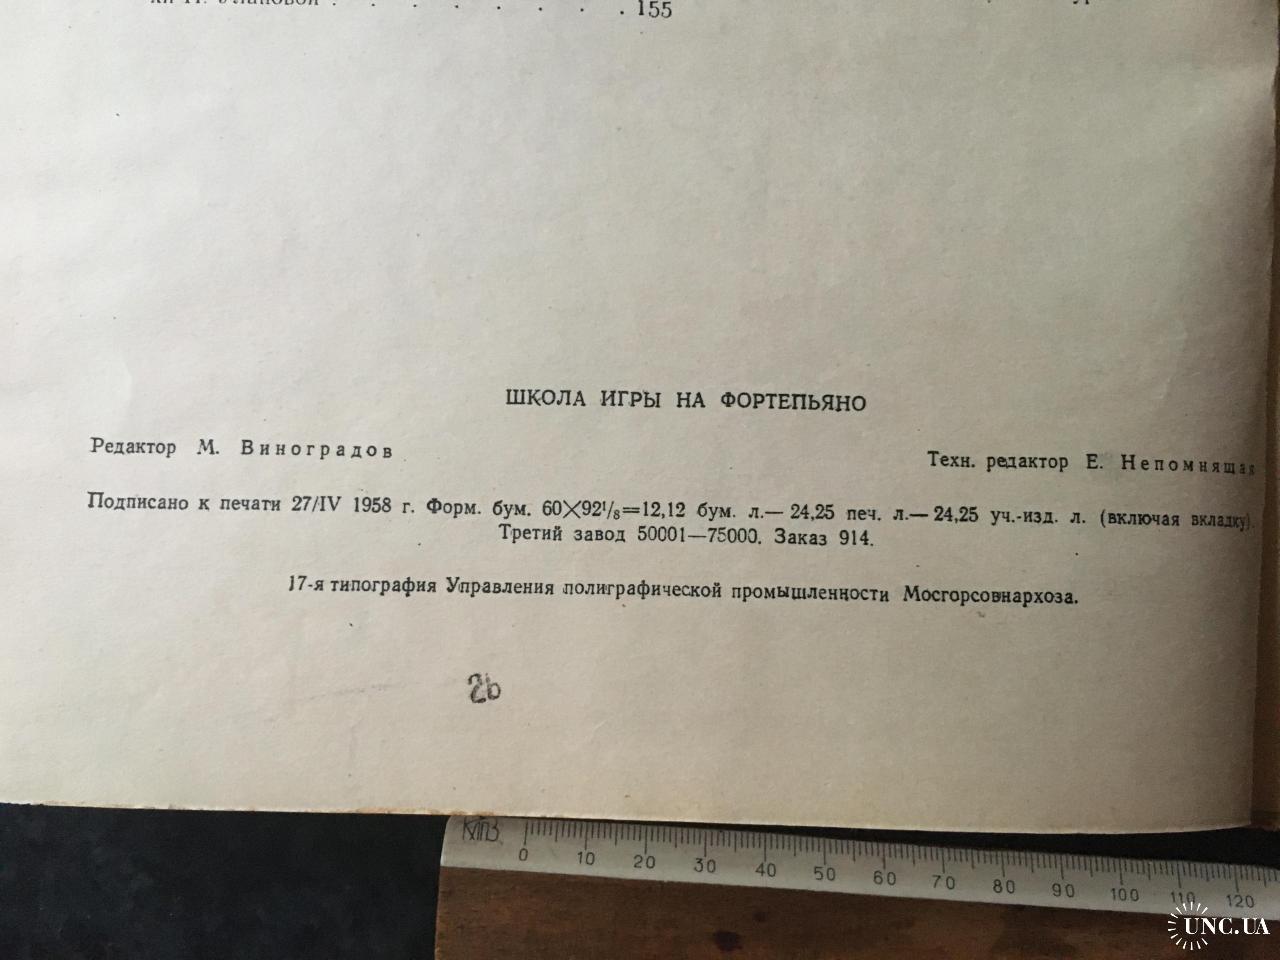 155
ШКОЛА ИГРЫ НА ФОРТЕПЬЯНО
Редактор М. Виноградов
Техн. редактор Е. Непомнящая
Подписано к печати 27/IV 1958 г. Форм. бум. 60×92¹/₈=12,12 бум. л.— 24,25 печ. л.— 24,25 уч.-изд. л. (включая вкладку).
Третий завод 50001—75000. Заказ 914.
17-я типография Управления полиграфической промышленности Мосгорсовнархоза.
2b
0 10 20 30 40 50 60 70 80 90 100 110 120
UNC.UA